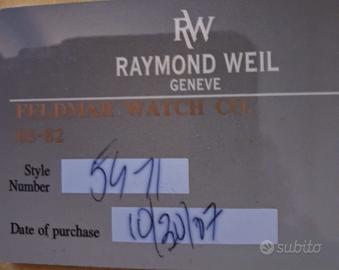 RW
RAYMOND WEIL
GENEVE
FELDMAR WATCH CO.
Style
Number
5471
Date of purchase
10/30/07
subito